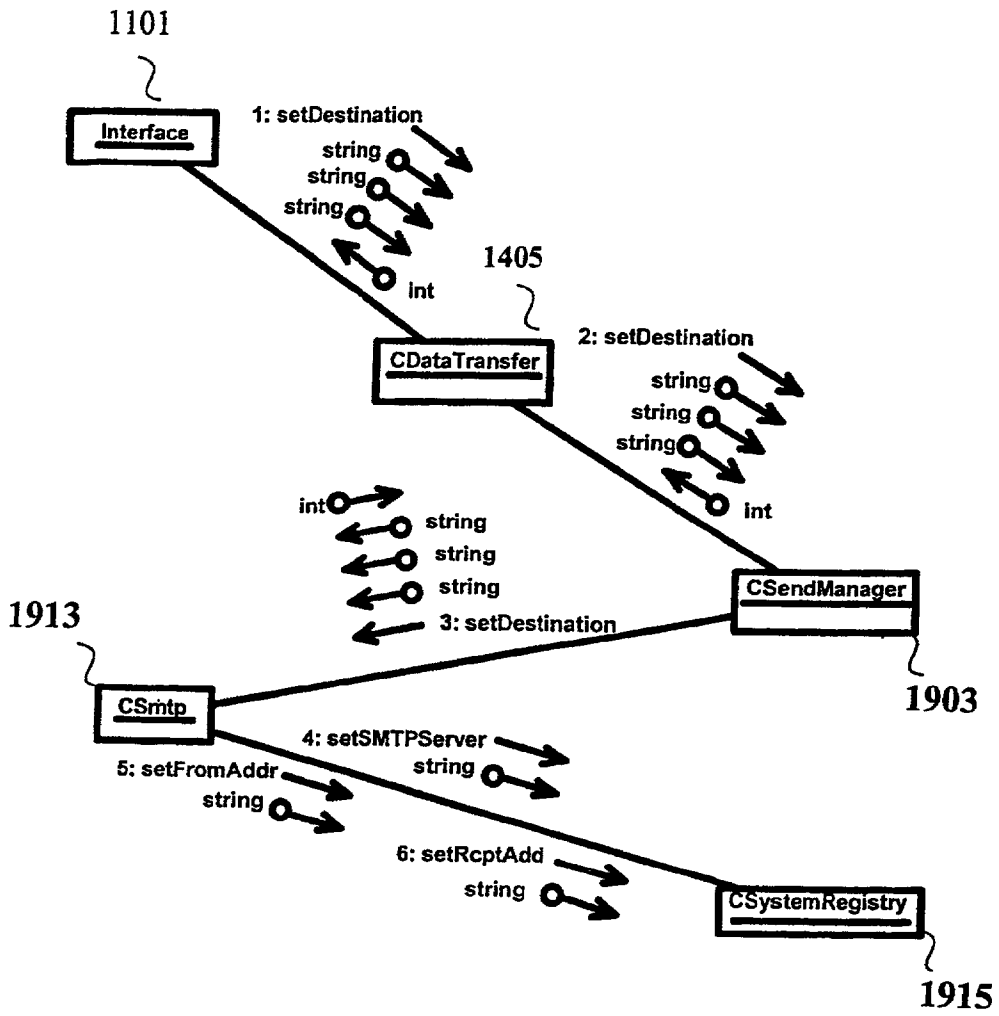 1101
Interface
1: setDestination
string
string
string
int
1405
CDataTransfer
2: setDestination
string
string
string
int
int
string
string
string
3: setDestination
CSendManager
1903
1913
CSmtp
4: setSMTPServer
string
5: setFromAddr
string
6: setRcptAdd
string
CSystemRegistry
1915